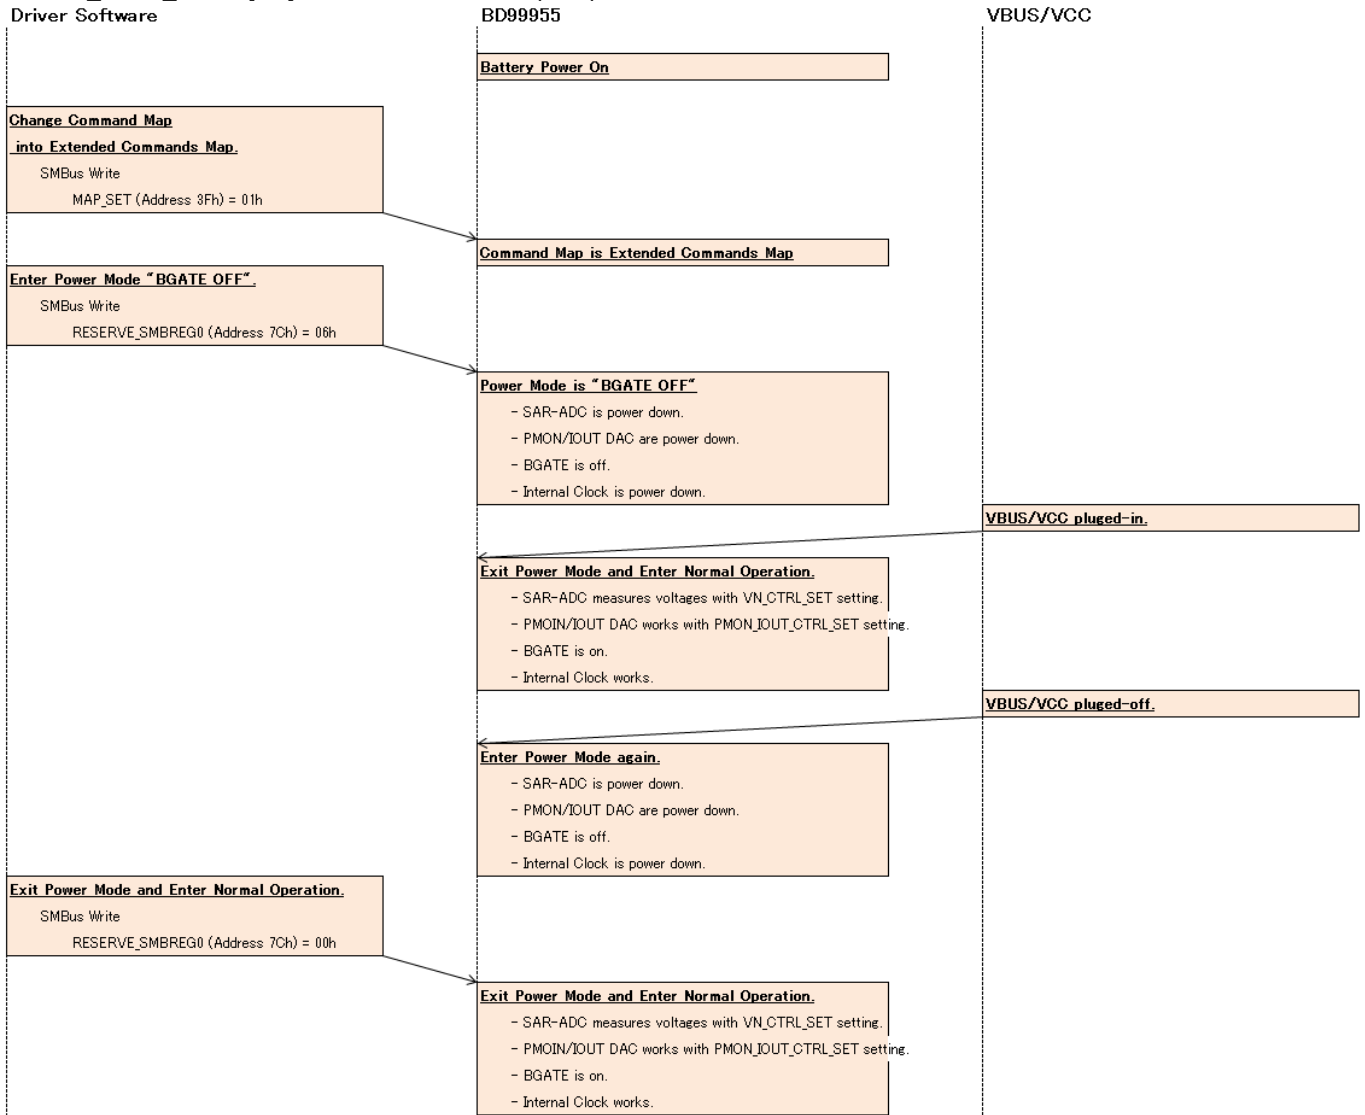 Driver Software
BD99955
VBUS/VCC
Battery Power On
Change Command Map
into Extended Commands Map.
SMBus Write
MAP_SET (Address 3Fh) = 01h
Command Map is Extended Commands Map
Enter Power Mode "BGATE OFF".
SMBus Write
RESERVE_SMBREG0 (Address 7Ch) = 06h
Power Mode is "BGATE OFF"
- SAR-ADC is power down.
- PMON/IOUT DAC are power down.
- BGATE is off.
- Internal Clock is power down.
VBUS/VCC pluged-in.
Exit Power Mode and Enter Normal Operation.
- SAR-ADC measures voltages with VN_CTRL_SET setting.
- PMOIN/IOUT DAC works with PMON_IOUT_CTRL_SET setting.
- BGATE is on.
- Internal Clock works.
VBUS/VCC pluged-off.
Enter Power Mode again.
- SAR-ADC is power down.
- PMON/IOUT DAC are power down.
- BGATE is off.
- Internal Clock is power down.
Exit Power Mode and Enter Normal Operation.
SMBus Write
RESERVE_SMBREG0 (Address 7Ch) = 00h
Exit Power Mode and Enter Normal Operation.
- SAR-ADC measures voltages with VN_CTRL_SET setting.
- PMOIN/IOUT DAC works with PMON_IOUT_CTRL_SET setting.
- BGATE is on.
- Internal Clock works.